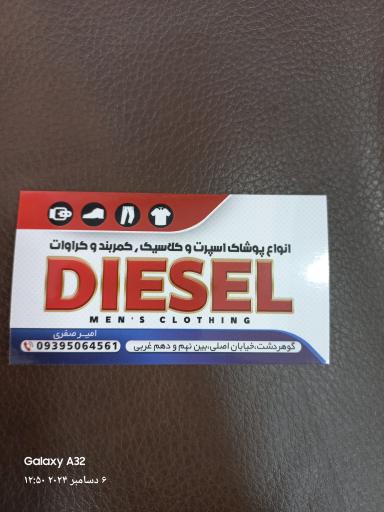 انواع پوشاک اسپرت و کلاسیک , کمربند و کراوات
DIESEL
MEN'S CLOTHING
امیر صفری
09395064561
گوهردشت،خیابان اصلی،بین نهم و دهم غربی
Galaxy A32
۶ دسامبر ۲۰۲۴ ۱۲:۵۰